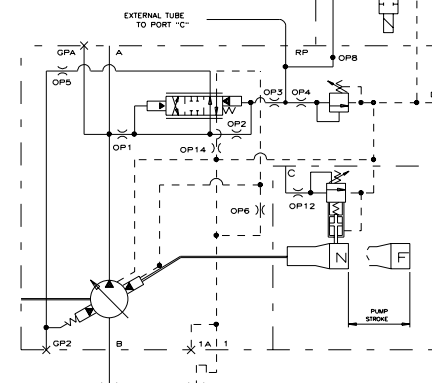 EXTERNAL TUBE
TO PORT "C"
GPA
A
RP
OP8
OP5
OP3
OP4
OP2
OP1
OP14
C
OP12
OP6
N
F
PUMP
STROKE
GP2
B
1A
1